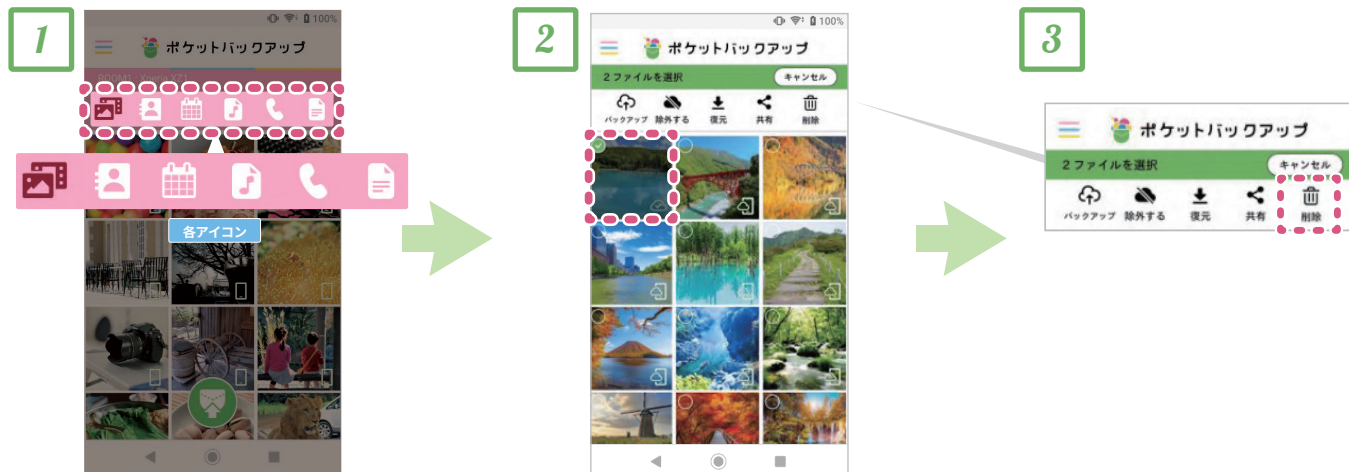 1
100%
ポケットバックアップ
ROOM1 : Xperia XZ1
各アイコン
2
100%
ポケットバックアップ
2ファイルを選択
キャンセル
バックアップ 除外する 復元 共有 削除
3
ポケットバックアップ
2ファイルを選択
キャンセル
バックアップ 除外する 復元 共有 削除